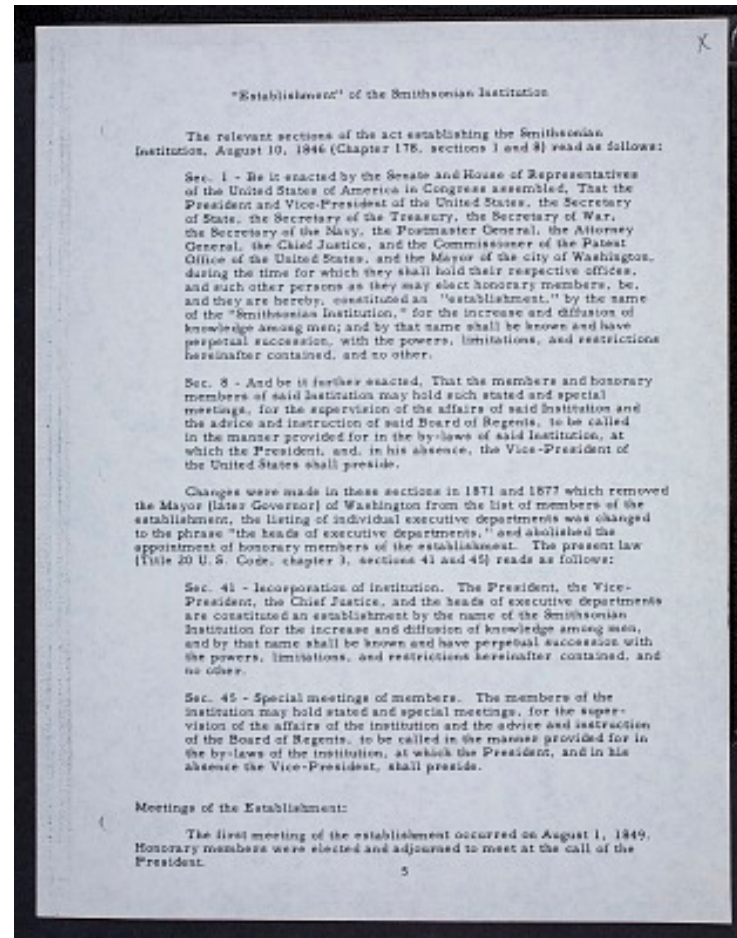 X
"Establishment" of the Smithsonian Institution
The relevant sections of the act establishing the Smithsonian
Institution, August 10, 1846 (Chapter 178, sections 1 and 8) read as follows:
Sec. 1 - Be it enacted by the Senate and House of Representatives
of the United States of America in Congress assembled, That the
President and Vice-President of the United States, the Secretary
of State, the Secretary of the Treasury, the Secretary of War,
the Secretary of the Navy, the Postmaster General, the Attorney
General, the Chief Justice, and the Commissioner of the Patent
Office of the United States, and the Mayor of the city of Washington,
during the time for which they shall hold their respective offices,
and such other persons as they may elect honorary members, be,
and they are hereby, constituted an "establishment," by the name
of the "Smithsonian Institution," for the increase and diffusion of
knowledge among men; and by that name shall be known and have
perpetual succession, with the powers, limitations, and restrictions
hereinafter contained, and no other.
Sec. 8 - And be it further enacted, That the members and honorary
members of said Institution may hold such stated and special
meetings, for the supervision of the affairs of said Institution and
the advice and instruction of said Board of Regents, to be called
in the manner provided for in the by-laws of said Institution, at
which the President, and, in his absence, the Vice-President of
the United States shall preside.
Changes were made in these sections in 1871 and 1877 which removed
the Mayor (later Governor) of Washington from the list of members of the
establishment, the listing of individual executive departments was changed
to the phrase "the heads of executive departments," and abolished the
appointment of honorary members of the establishment. The present law
(Title 20 U.S. Code, chapter 3, sections 41 and 45) reads as follows:
Sec. 41 - Incorporation of institution. The President, the Vice-
President, the Chief Justice, and the heads of executive departments
are constituted an establishment by the name of the Smithsonian
Institution for the increase and diffusion of knowledge among men,
and by that name shall be known and have perpetual succession with
the powers, limitations, and restrictions hereinafter contained, and
no other.
Sec. 45 - Special meetings of members. The members of the
institution may hold stated and special meetings, for the super-
vision of the affairs of the institution and the advice and instruction
of the Board of Regents, to be called in the manner provided for in
the by-laws of the institution, at which the President, and in his
absence the Vice-President, shall preside.
Meetings of the Establishment:
The first meeting of the establishment occurred on August 1, 1849.
Honorary members were elected and adjourned to meet at the call of the
President.
5